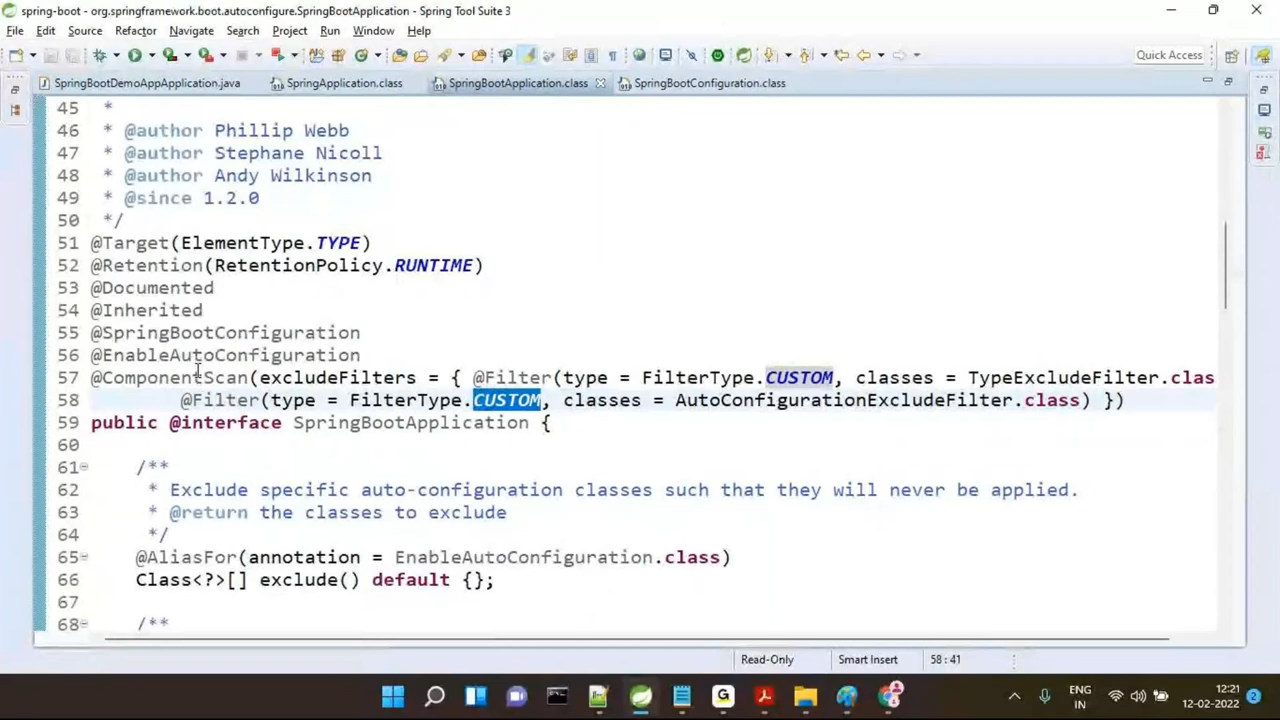 spring-boot - org.springframework.boot.autoconfigure.SpringBootApplication - Spring Tool Suite 3
File Edit Source Refactor Navigate Search Project Run Window Help
Quick Access
SpringBootDemoAppApplication.java SpringApplication.class SpringBootApplication.class SpringBootConfiguration.class
45 *
46 * @author Phillip Webb
47 * @author Stephane Nicoll
48 * @author Andy Wilkinson
49 * @since 1.2.0
50 */
51 @Target(ElementType.TYPE)
52 @Retention(RetentionPolicy.RUNTIME)
53 @Documented
54 @Inherited
55 @SpringBootConfiguration
56 @EnableAutoConfiguration
57 @ComponentScan(excludeFilters = { @Filter(type = FilterType.CUSTOM, classes = TypeExcludeFilter.clas
58 @Filter(type = FilterType.CUSTOM, classes = AutoConfigurationExcludeFilter.class) })
59 public @interface SpringBootApplication {
60
61 /**
62 * Exclude specific auto-configuration classes such that they will never be applied.
63 * @return the classes to exclude
64 */
65 @AliasFor(annotation = EnableAutoConfiguration.class)
66 Class<?>[] exclude() default {};
67
68 /**
Read-Only Smart Insert 58 : 41
ENG 12:21
IN 12-02-2022 2